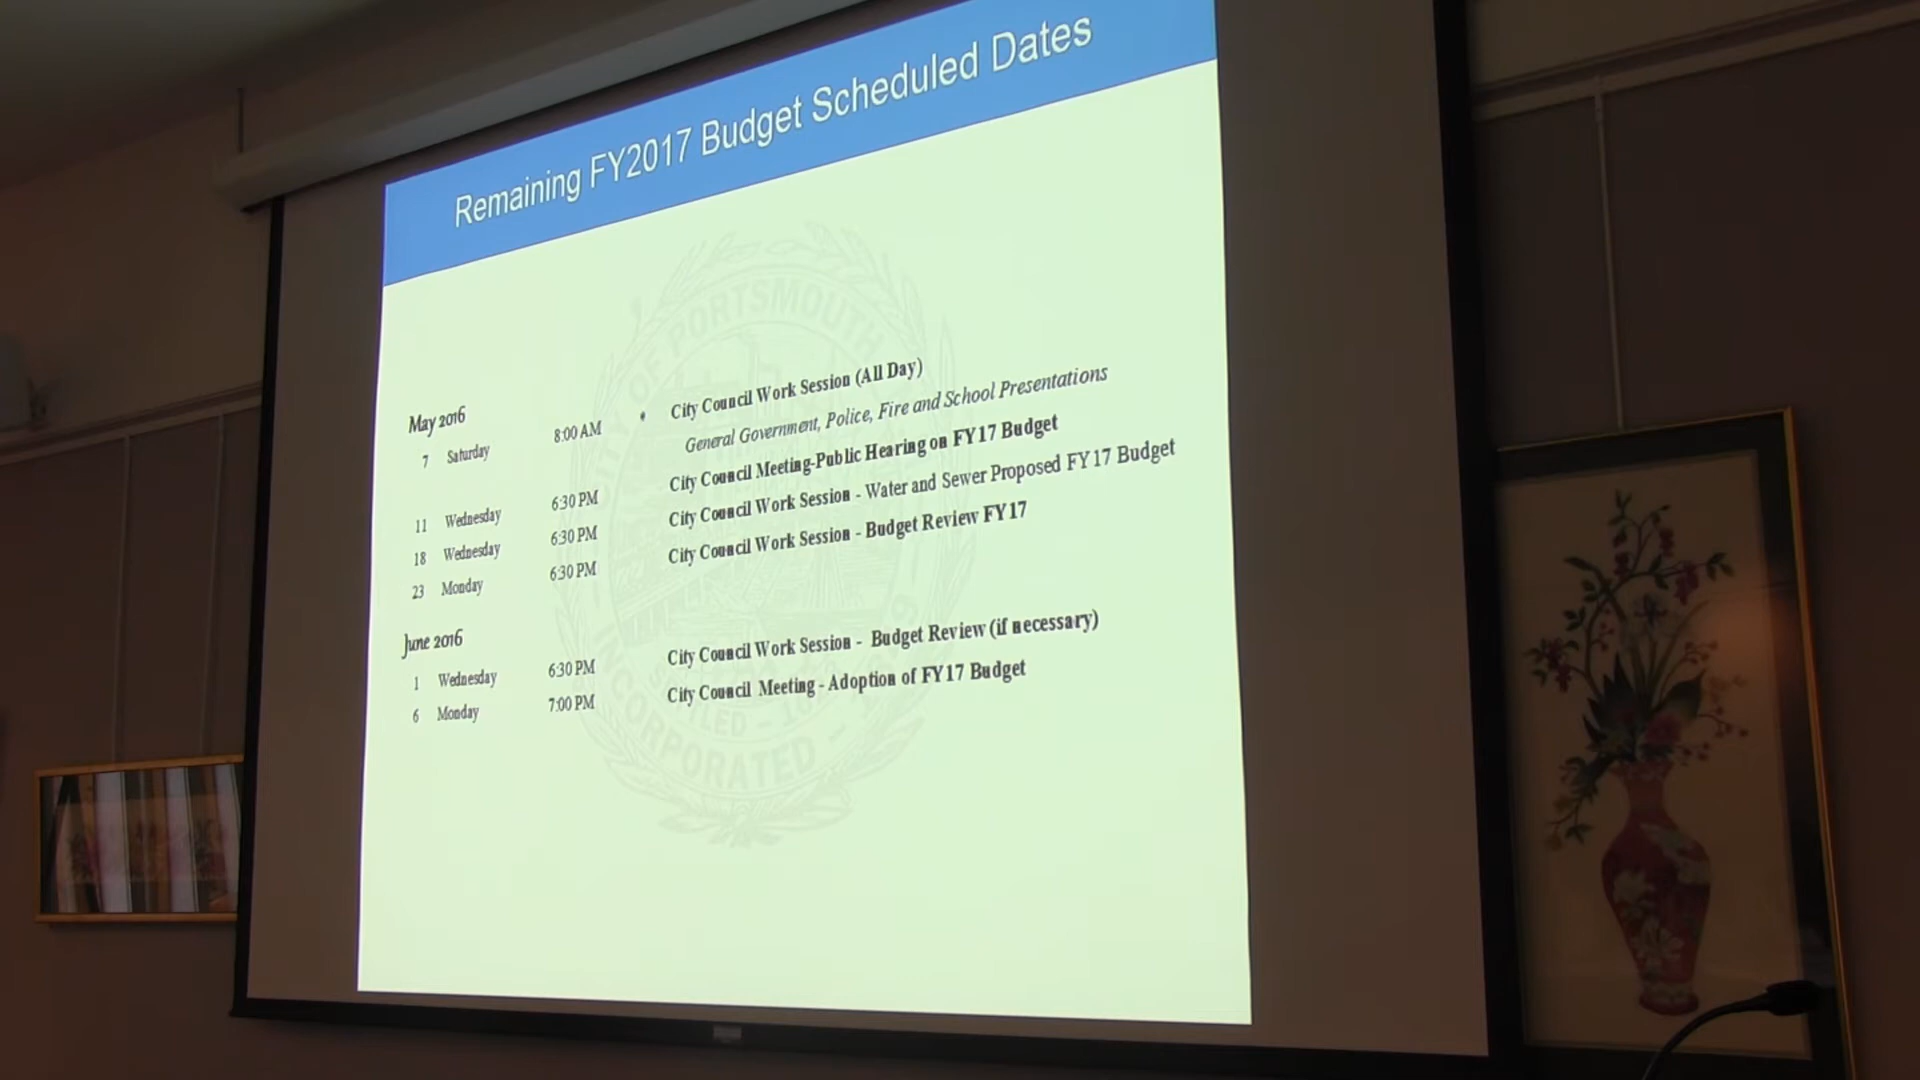 Remaining FY2017 Budget Scheduled Dates
May 2016
7 Saturday 8:00 AM • City Council Work Session (All Day)
General Government, Police, Fire and School Presentations
11 Wednesday 6:30 PM City Council Meeting-Public Hearing on FY17 Budget
18 Wednesday 6:30 PM City Council Work Session - Water and Sewer Proposed FY17 Budget
23 Monday 6:30 PM City Council Work Session - Budget Review FY17
June 2016
1 Wednesday 6:30 PM City Council Work Session - Budget Review (if necessary)
6 Monday 7:00 PM City Council Meeting - Adoption of FY17 Budget
CITY OF PORTSMOUTH
INCORPORATED